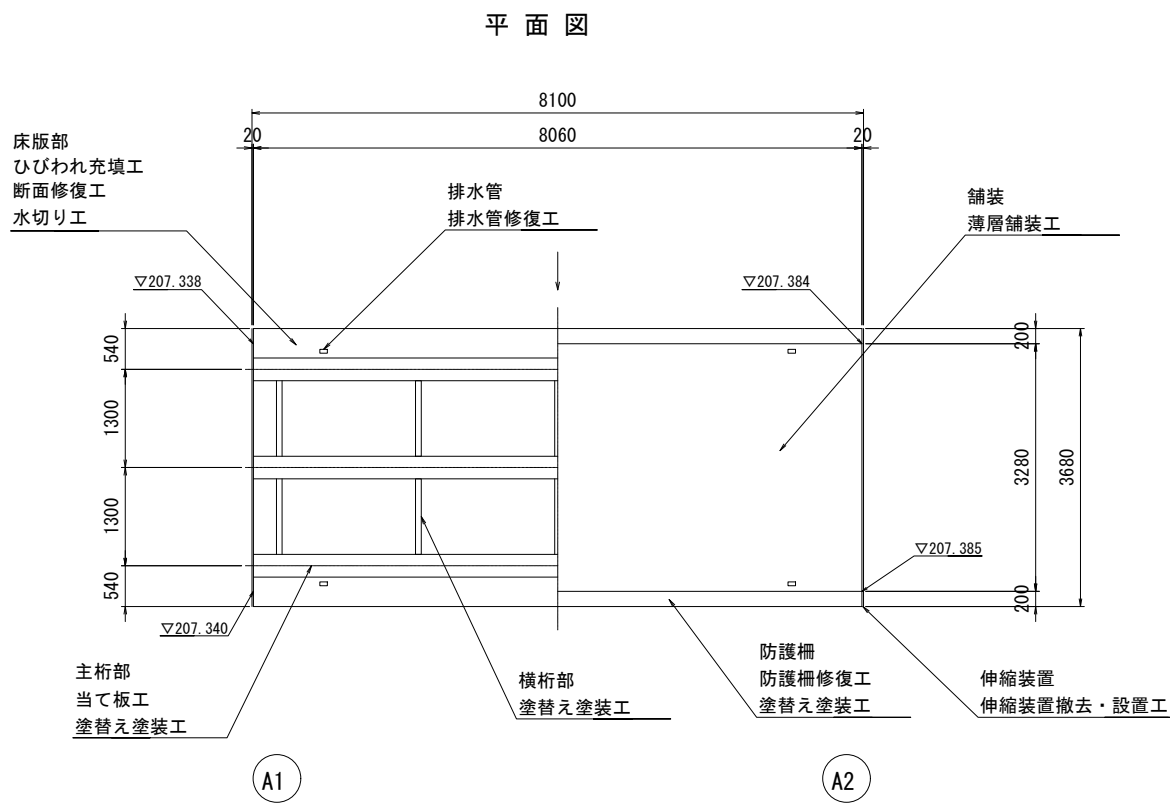 平面図
8100
20
8060
20
床版部
ひびわれ充填工
断面修復工
水切り工
排水管
排水管修復工
舗装
薄層舗装工
▽207.338
▽207.384
540
1300
1300
540
200
3280
200
3680
▽207.385
▽207.340
主桁部
当て板工
塗替え塗装工
横桁部
塗替え塗装工
防護柵
防護柵修復工
塗替え塗装工
伸縮装置
伸縮装置撤去・設置工
A1
A2